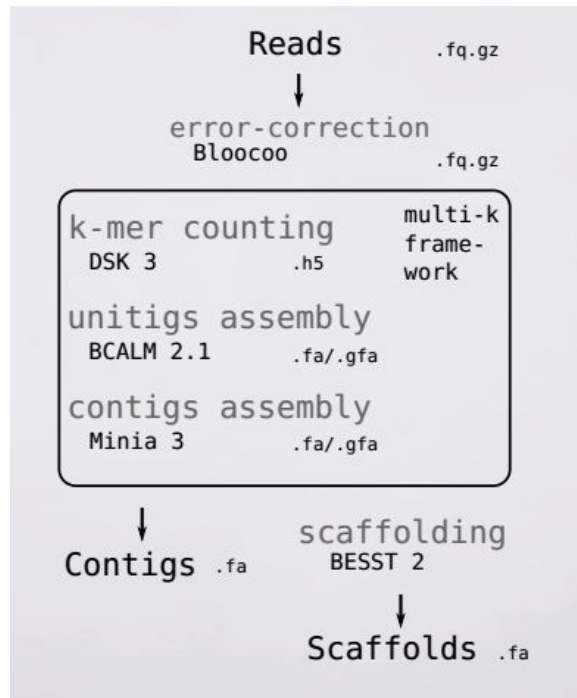 Reads .fq.gz
error-correction
Bloocoo .fq.gz
k-mer counting
DSK 3 .h5
multi-k
frame-
work
unitigs assembly
BCALM 2.1 .fa/.gfa
contigs assembly
Minia 3 .fa/.gfa
Contigs .fa
scaffolding
BESST 2
Scaffolds .fa